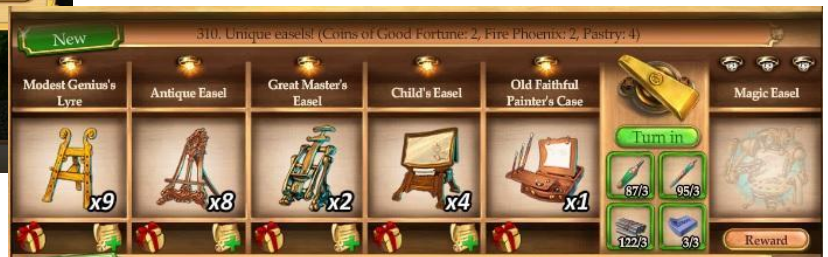 New
310. Unique easels! (Coins of Good Fortune: 2, Fire Phoenix: 2, Pastry: 4)
Modest Genius's
Lyre
Antique Easel
Great Master's
Easel
Child's Easel
Old Faithful
Painter's Case
Magic Easel
x9
x8
x2
x4
x1
Turn in
87/3
95/3
122/3
3/3
Reward